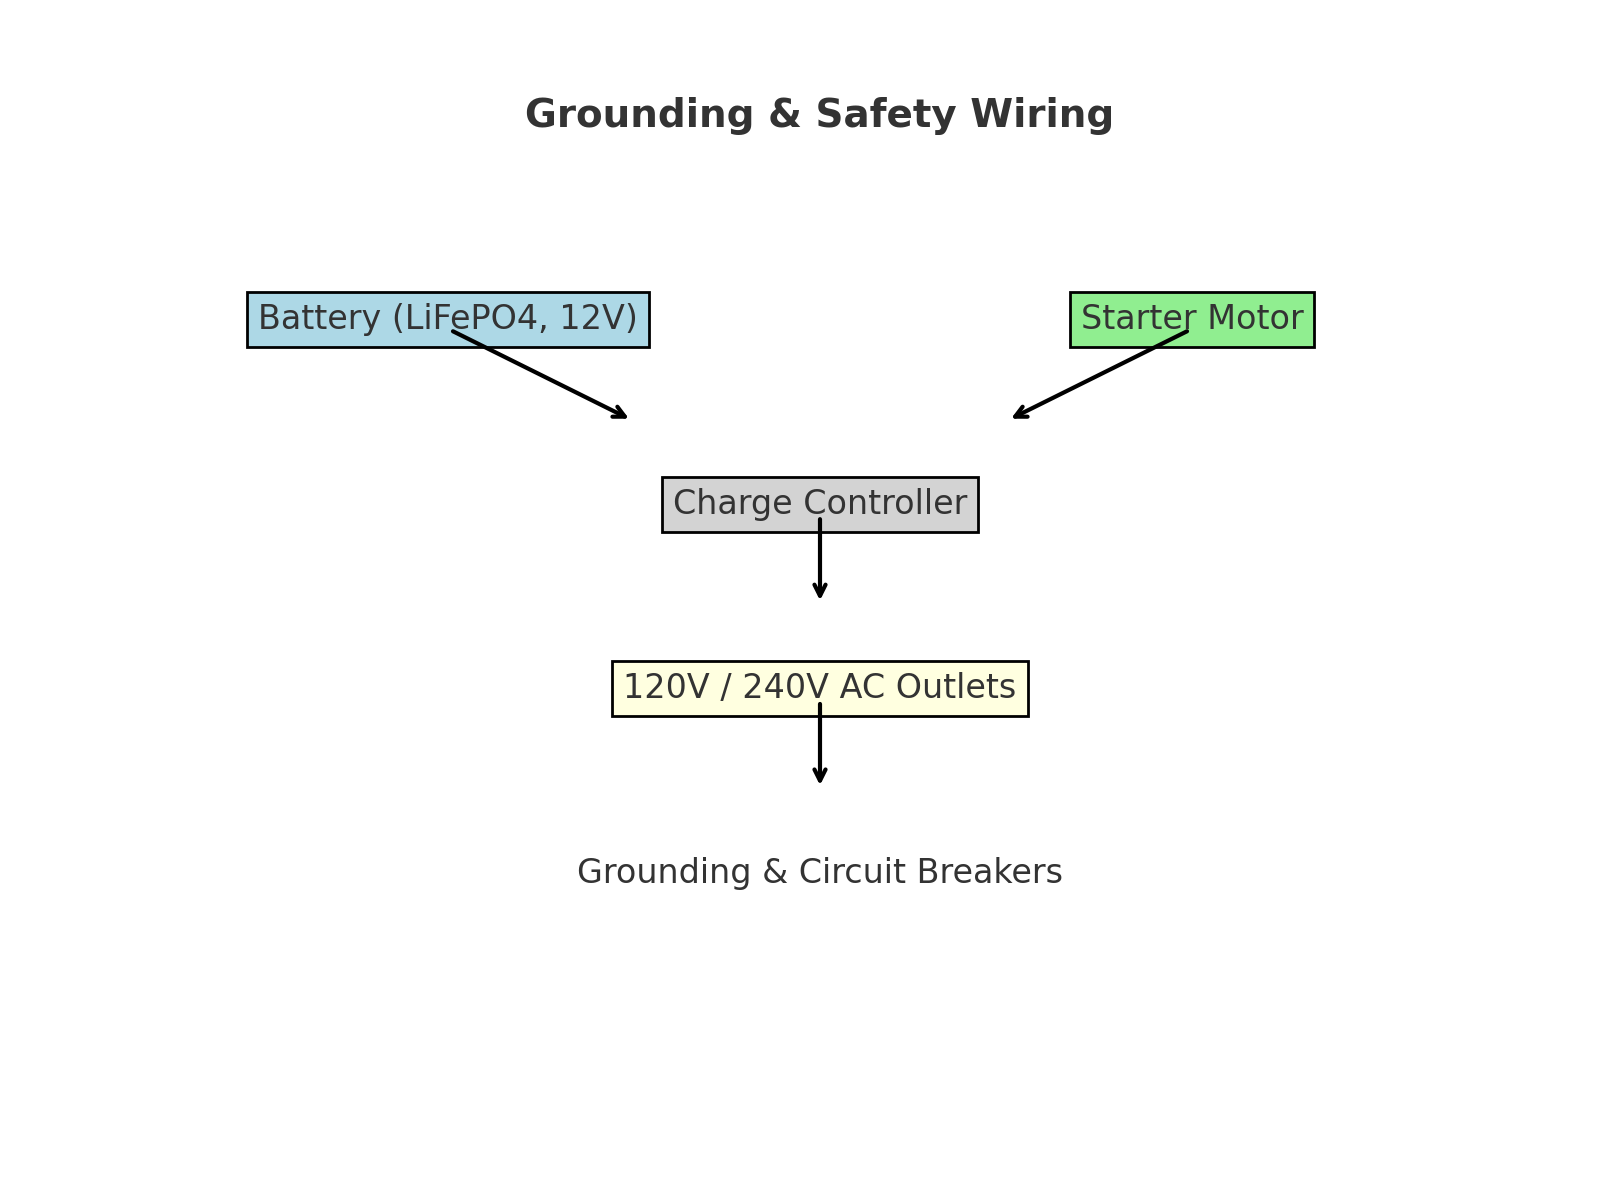 Grounding & Safety Wiring
Battery (LiFePO4, 12V)
Starter Motor
Charge Controller
120V / 240V AC Outlets
Grounding & Circuit Breakers